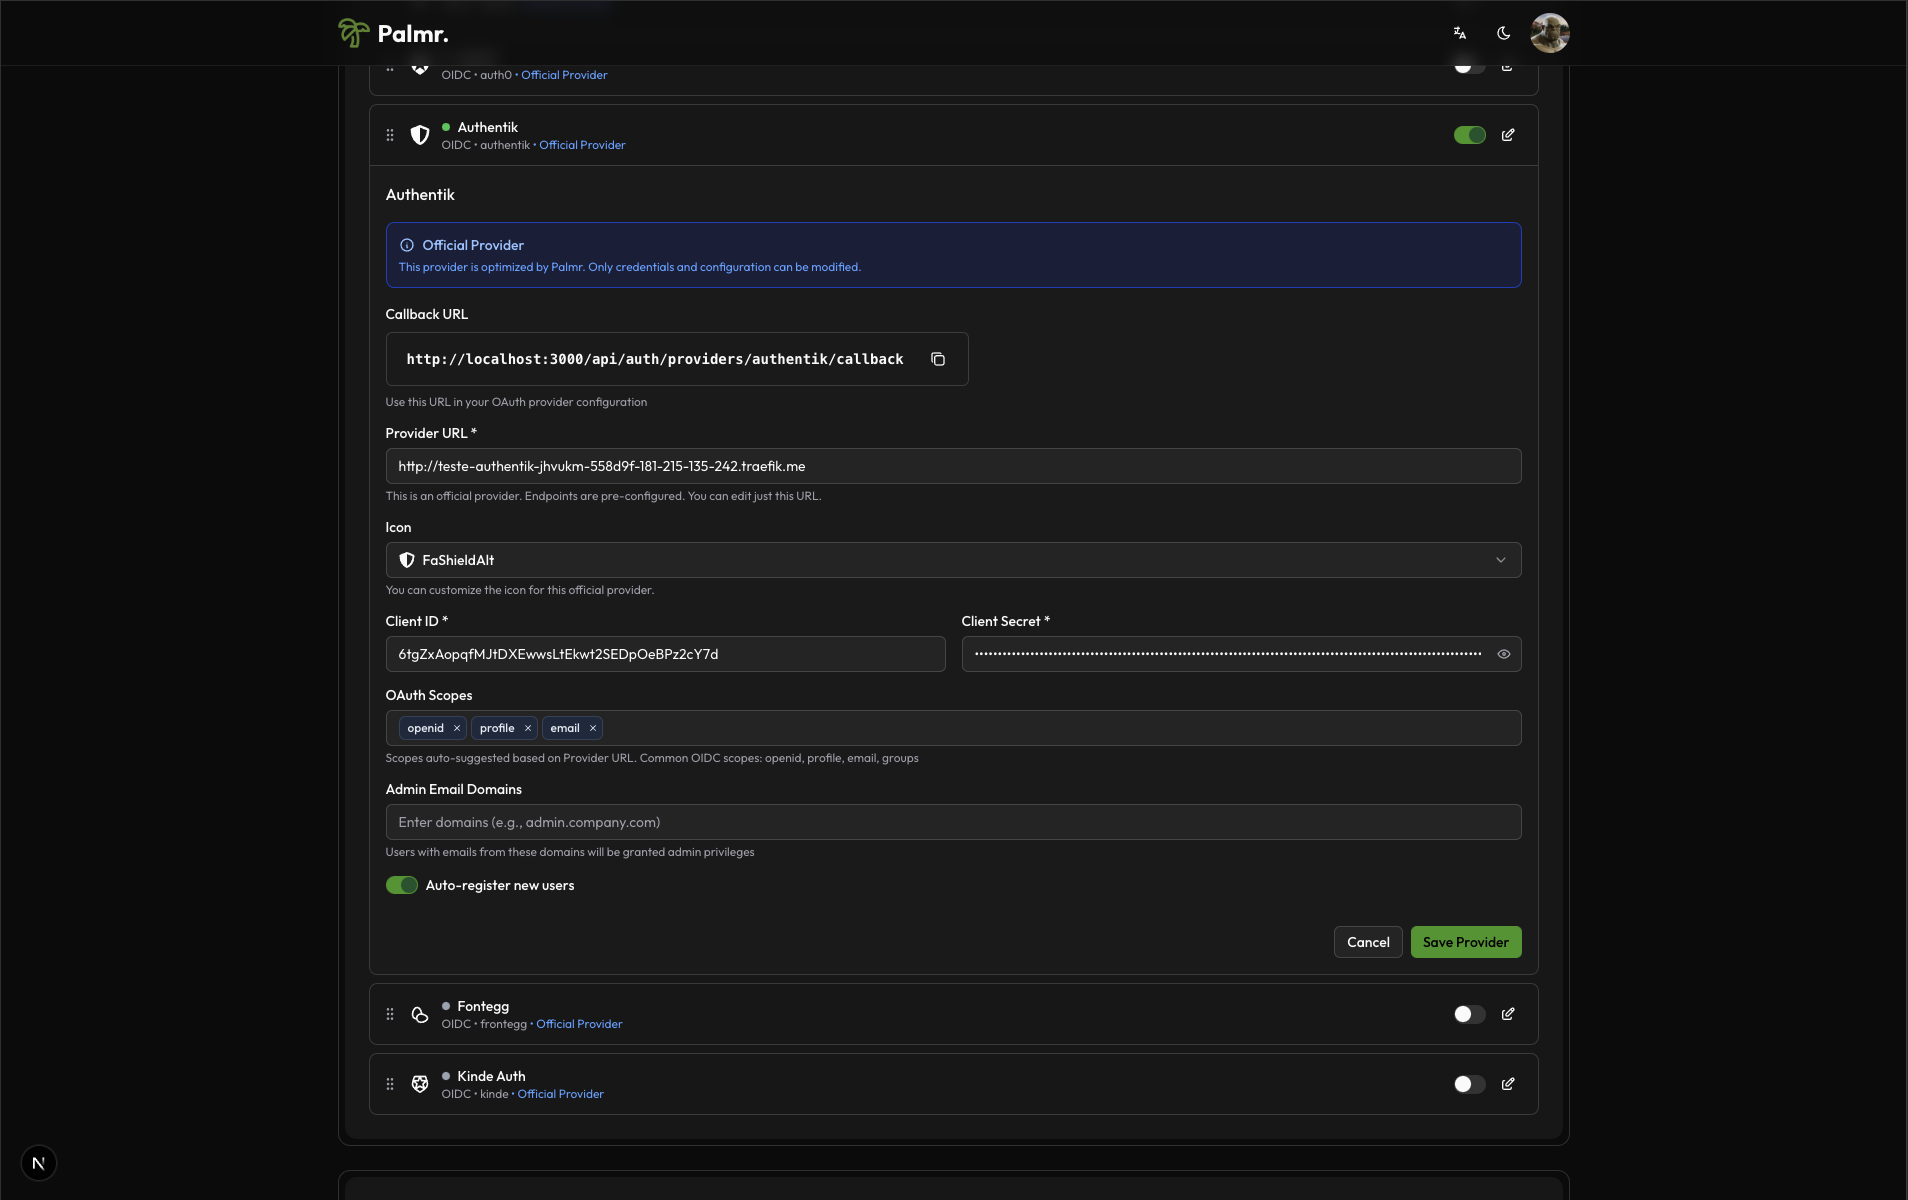 Palmr.
OIDC • auth0 • Official Provider
Authentik
OIDC • authentik • Official Provider
Authentik
Official Provider
This provider is optimized by Palmr. Only credentials and configuration can be modified.
Callback URL
http://localhost:3000/api/auth/providers/authentik/callback
Use this URL in your OAuth provider configuration
Provider URL *
http://teste-authentik-jhvukm-558d9f-181-215-135-242.traefik.me
This is an official provider. Endpoints are pre-configured. You can edit just this URL.
Icon
FaShieldAlt
You can customize the icon for this official provider.
Client ID *
6tgZxAopqfMJtDXEwwsLtEkwt2SEDpOeBPz2cY7d
Client Secret *
OAuth Scopes
openid × profile × email ×
Scopes auto-suggested based on Provider URL. Common OIDC scopes: openid, profile, email, groups
Admin Email Domains
Enter domains (e.g., admin.company.com)
Users with emails from these domains will be granted admin privileges
Auto-register new users
Cancel
Save Provider
Fontegg
OIDC • frontegg • Official Provider
Kinde Auth
OIDC • kinde • Official Provider
N